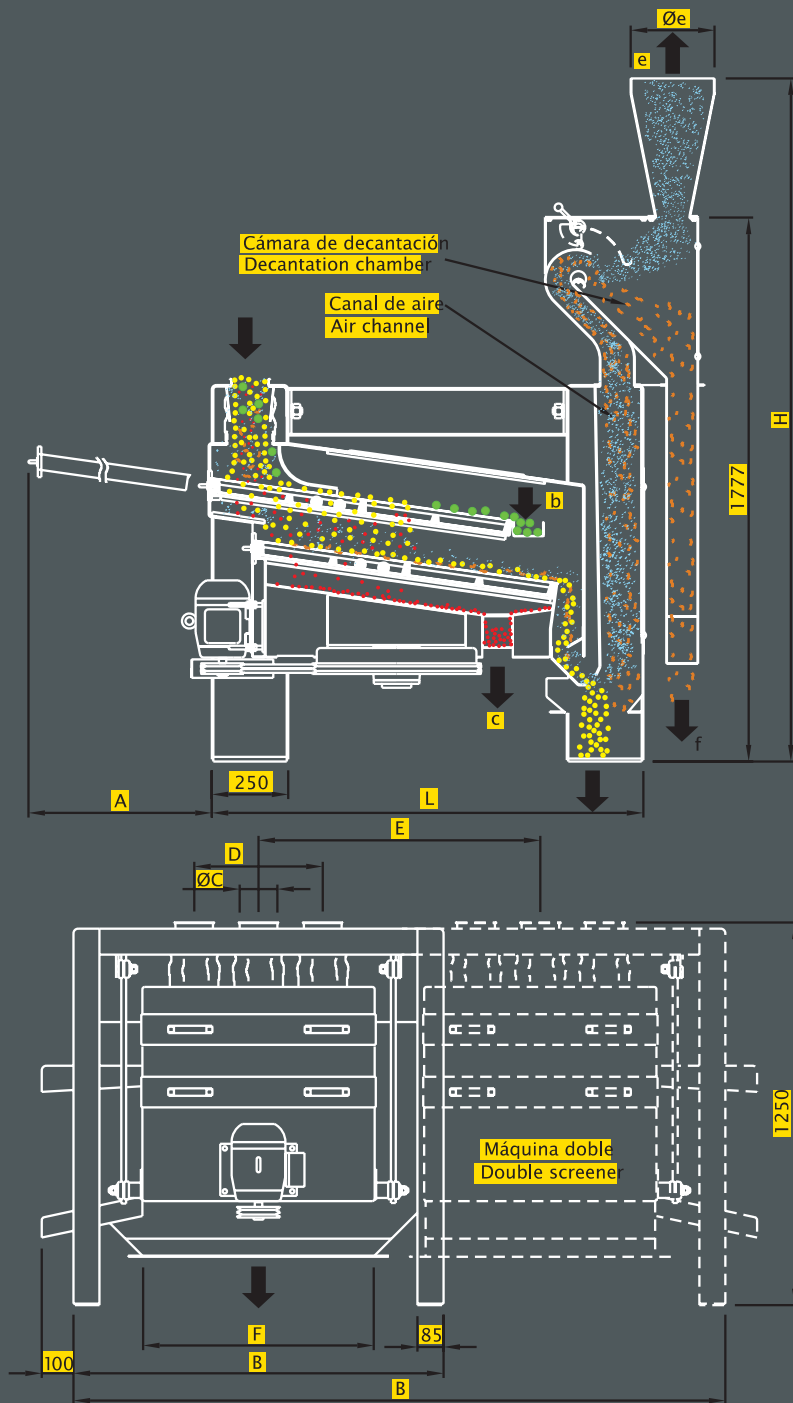 Øe
e
Cámara de decantación
Decantation chamber
Canal de aire
Air channel
H
1777
b
c
f
250
A
L
E
D
ØC
1250
Máquina doble
Double screener
F
85
100
B
B